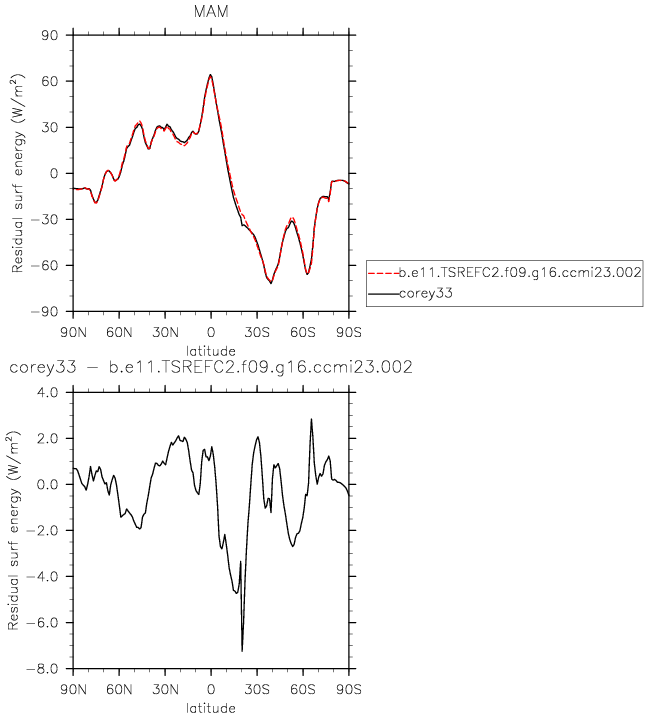 MAM
Residual surf energy (W/m²)
90
60
30
0
−30
−60
−90
90N 60N 30N 0 30S 60S 90S
latitude
b.e11.TSREFC2.f09.g16.ccmi23.002
corey33
corey33 − b.e11.TSREFC2.f09.g16.ccmi23.002
Residual surf energy (W/m²)
4.0
2.0
0.0
−2.0
−4.0
−6.0
−8.0
90N 60N 30N 0 30S 60S 90S
latitude